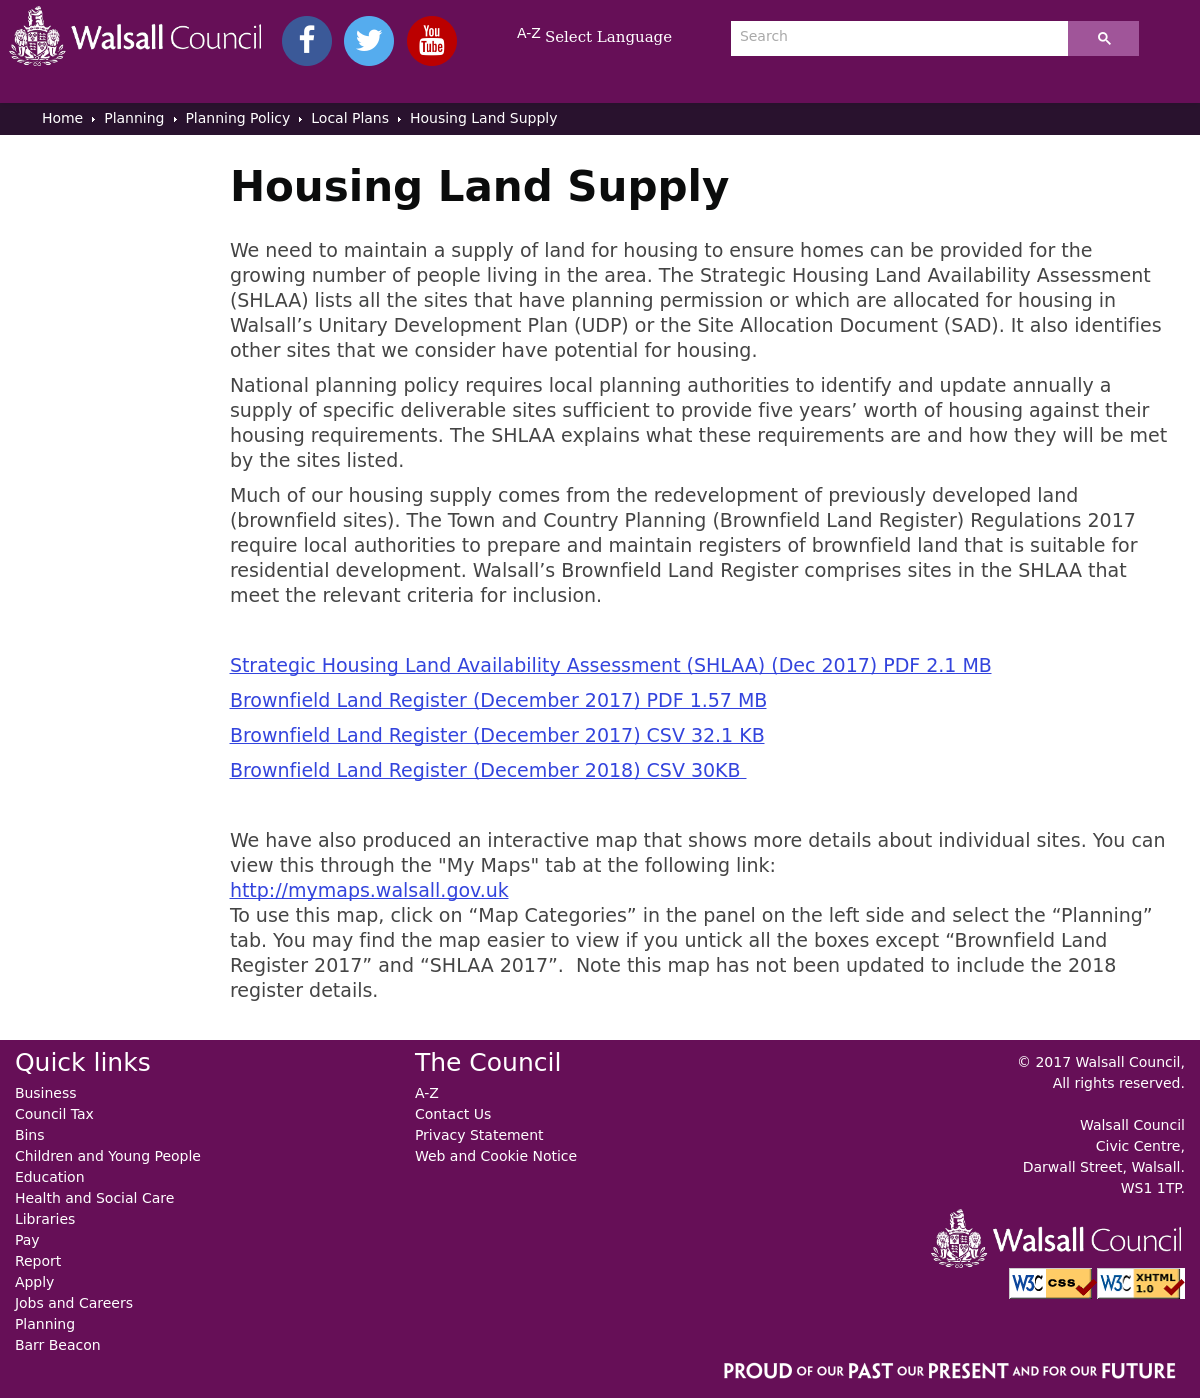 Walsall Council
You
Tube
A-Z Select Language
Search
Home Planning Planning Policy Local Plans Housing Land Supply
Housing Land Supply
We need to maintain a supply of land for housing to ensure homes can be provided for the
growing number of people living in the area. The Strategic Housing Land Availability Assessment
(SHLAA) lists all the sites that have planning permission or which are allocated for housing in
Walsall’s Unitary Development Plan (UDP) or the Site Allocation Document (SAD). It also identifies
other sites that we consider have potential for housing.
National planning policy requires local planning authorities to identify and update annually a
supply of specific deliverable sites sufficient to provide five years’ worth of housing against their
housing requirements. The SHLAA explains what these requirements are and how they will be met
by the sites listed.
Much of our housing supply comes from the redevelopment of previously developed land
(brownfield sites). The Town and Country Planning (Brownfield Land Register) Regulations 2017
require local authorities to prepare and maintain registers of brownfield land that is suitable for
residential development. Walsall’s Brownfield Land Register comprises sites in the SHLAA that
meet the relevant criteria for inclusion.
Strategic Housing Land Availability Assessment (SHLAA) (Dec 2017) PDF 2.1 MB
Brownfield Land Register (December 2017) PDF 1.57 MB
Brownfield Land Register (December 2017) CSV 32.1 KB
Brownfield Land Register (December 2018) CSV 30KB
We have also produced an interactive map that shows more details about individual sites. You can
view this through the "My Maps" tab at the following link:
http://mymaps.walsall.gov.uk
To use this map, click on “Map Categories” in the panel on the left side and select the “Planning”
tab. You may find the map easier to view if you untick all the boxes except “Brownfield Land
Register 2017” and “SHLAA 2017”.  Note this map has not been updated to include the 2018
register details.
Quick links
Business
Council Tax
Bins
Children and Young People
Education
Health and Social Care
Libraries
Pay
Report
Apply
Jobs and Careers
Planning
Barr Beacon
The Council
A-Z
Contact Us
Privacy Statement
Web and Cookie Notice
© 2017 Walsall Council,
All rights reserved.
Walsall Council
Civic Centre,
Darwall Street, Walsall.
WS1 1TP.
Walsall Council
W3C CSS W3C XHTML 1.0
PROUD OF OUR PAST OUR PRESENT AND FOR OUR FUTURE